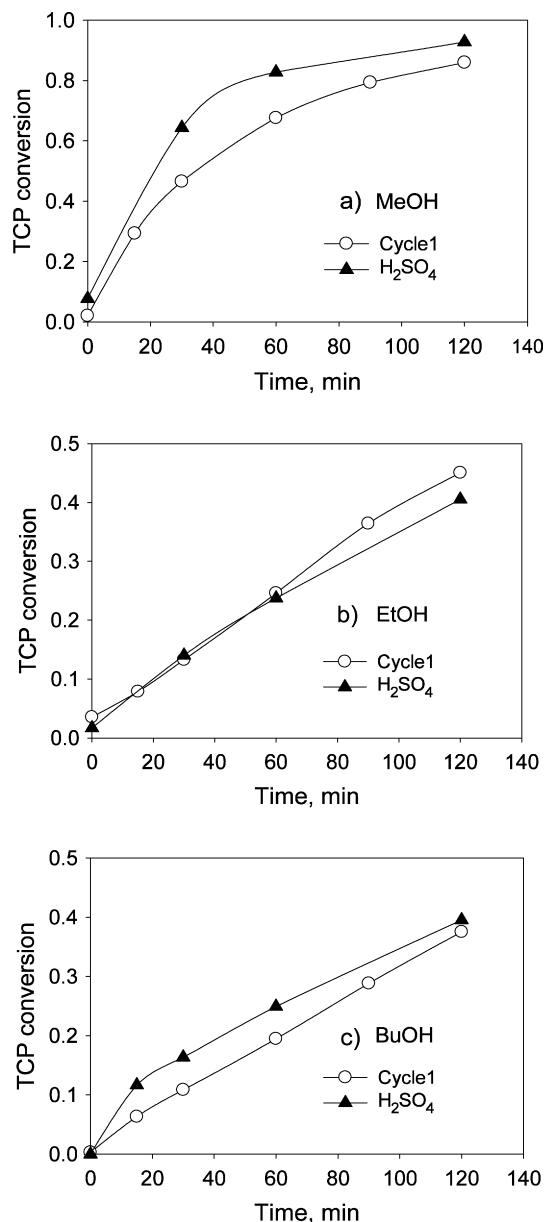 1.0
0.8
0.6
0.4
0.2
0.0
TCP conversion
a) MeOH
Cycle1
H₂SO₄
0 20 40 60 80 100 120 140
Time, min
0.5
0.4
0.3
0.2
0.1
0.0
TCP conversion
b) EtOH
Cycle1
H₂SO₄
0 20 40 60 80 100 120 140
Time, min
0.5
0.4
0.3
0.2
0.1
0.0
TCP conversion
c) BuOH
Cycle1
H₂SO₄
0 20 40 60 80 100 120 140
Time, min